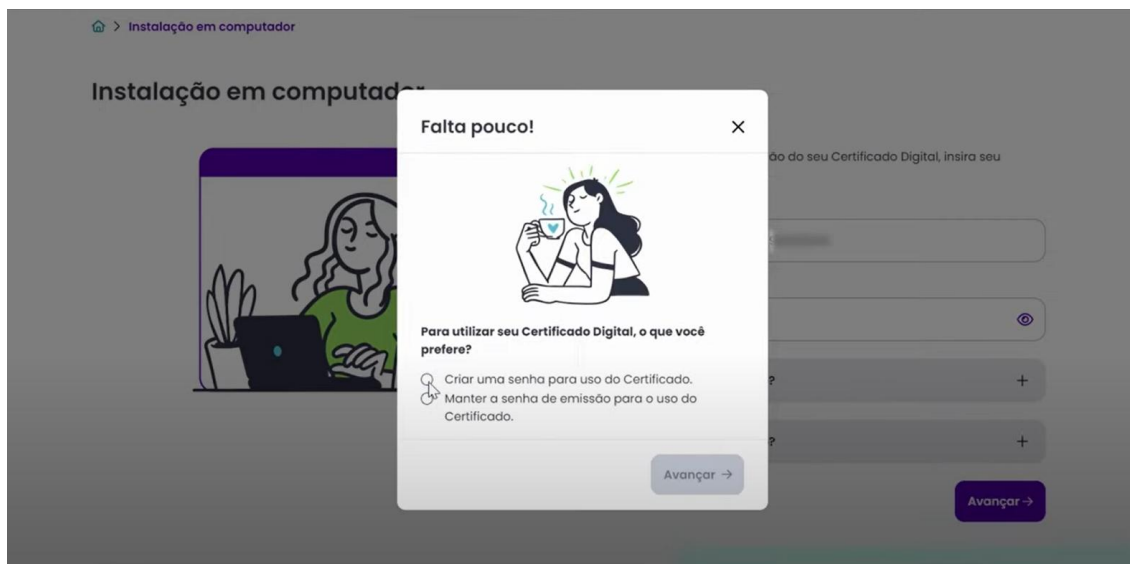 Instalação em computador
Instalação em computador
Falta pouco!
ão do seu Certificado Digital, insira seu
Para utilizar seu Certificado Digital, o que você
prefere?
Criar uma senha para uso do Certificado.
Manter a senha de emissão para o uso do
Certificado.
?
?
Avançar
Avançar